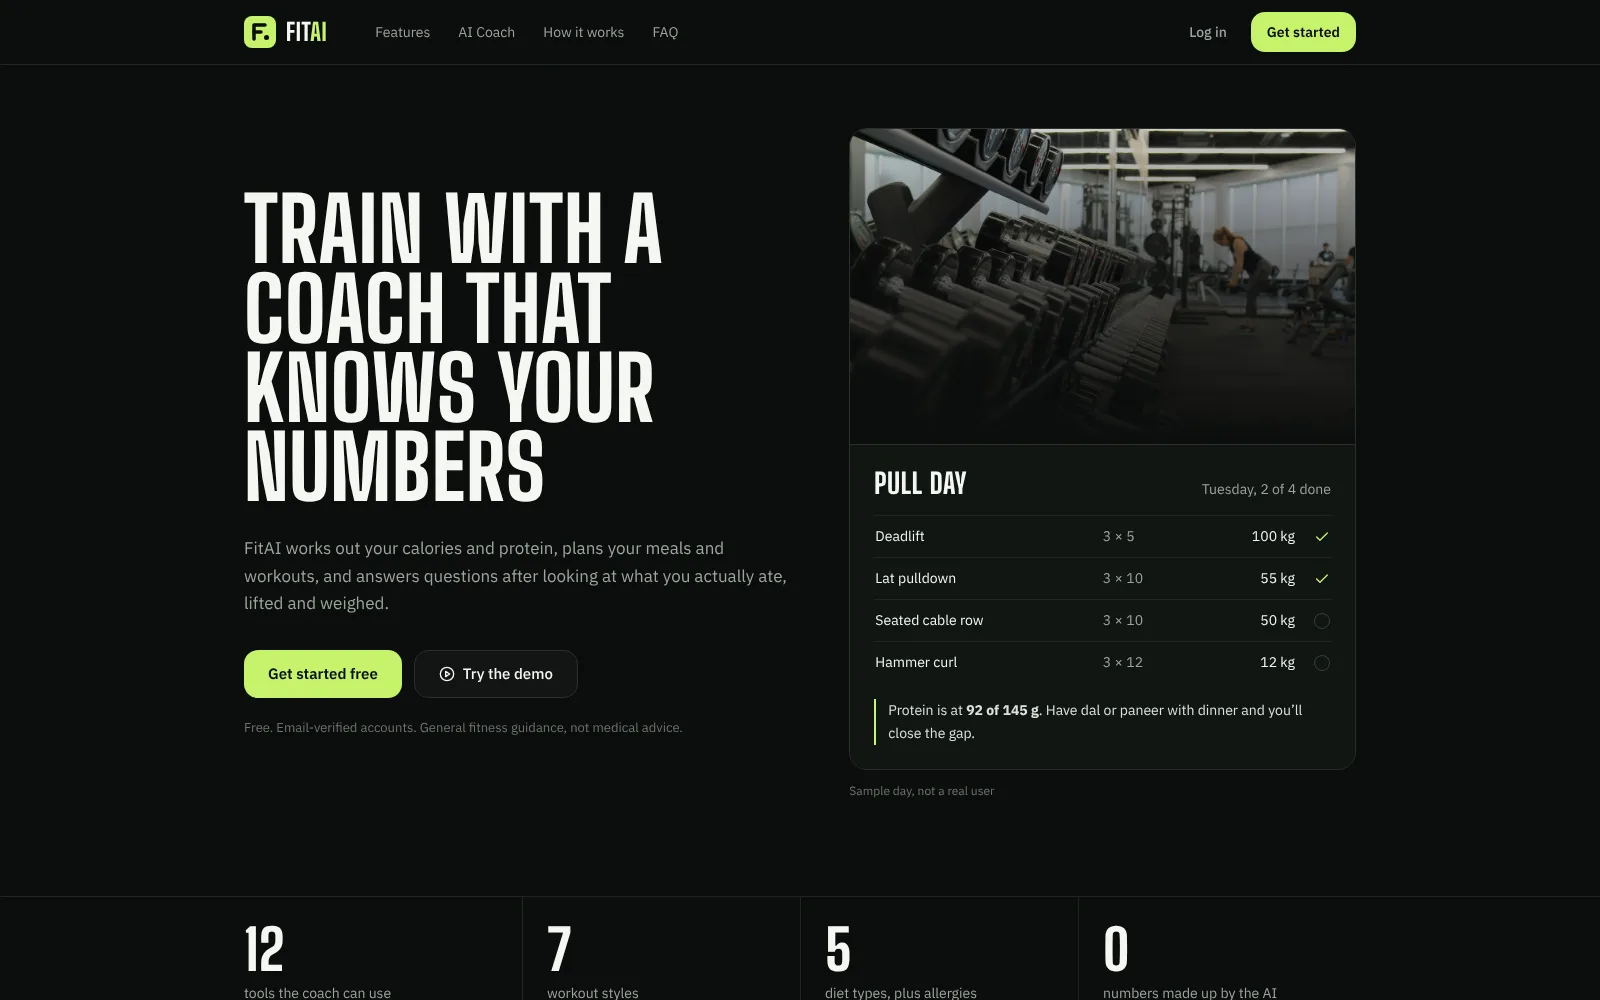 F. FITAI
Features
AI Coach
How it works
FAQ
Log in
Get started
TRAIN WITH A
COACH THAT
KNOWS YOUR
NUMBERS
FitAI works out your calories and protein, plans your meals and
workouts, and answers questions after looking at what you actually ate,
lifted and weighed.
Get started free
Try the demo
Free. Email-verified accounts. General fitness guidance, not medical advice.
PULL DAY
Tuesday, 2 of 4 done
Deadlift 3 × 5 100 kg
Lat pulldown 3 × 10 55 kg
Seated cable row 3 × 10 50 kg
Hammer curl 3 × 12 12 kg
Protein is at 92 of 145 g. Have dal or paneer with dinner and you’ll
close the gap.
Sample day, not a real user
12
tools the coach can use
7
workout styles
5
diet types, plus allergies
0
numbers made up by the AI